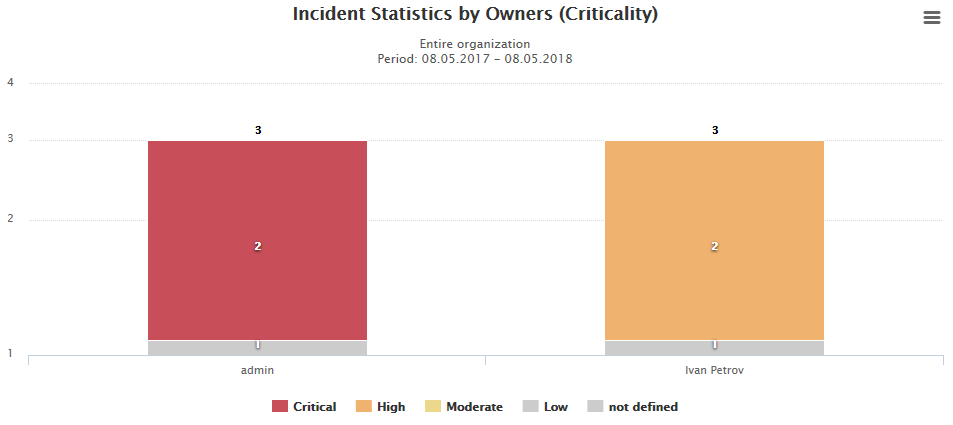 Incident Statistics by Owners (Criticality)
Entire organization
Period: 08.05.2017 - 08.05.2018
4
3
2
1
3
3
2
2
1
1
admin
Ivan Petrov
Critical
High
Moderate
Low
not defined